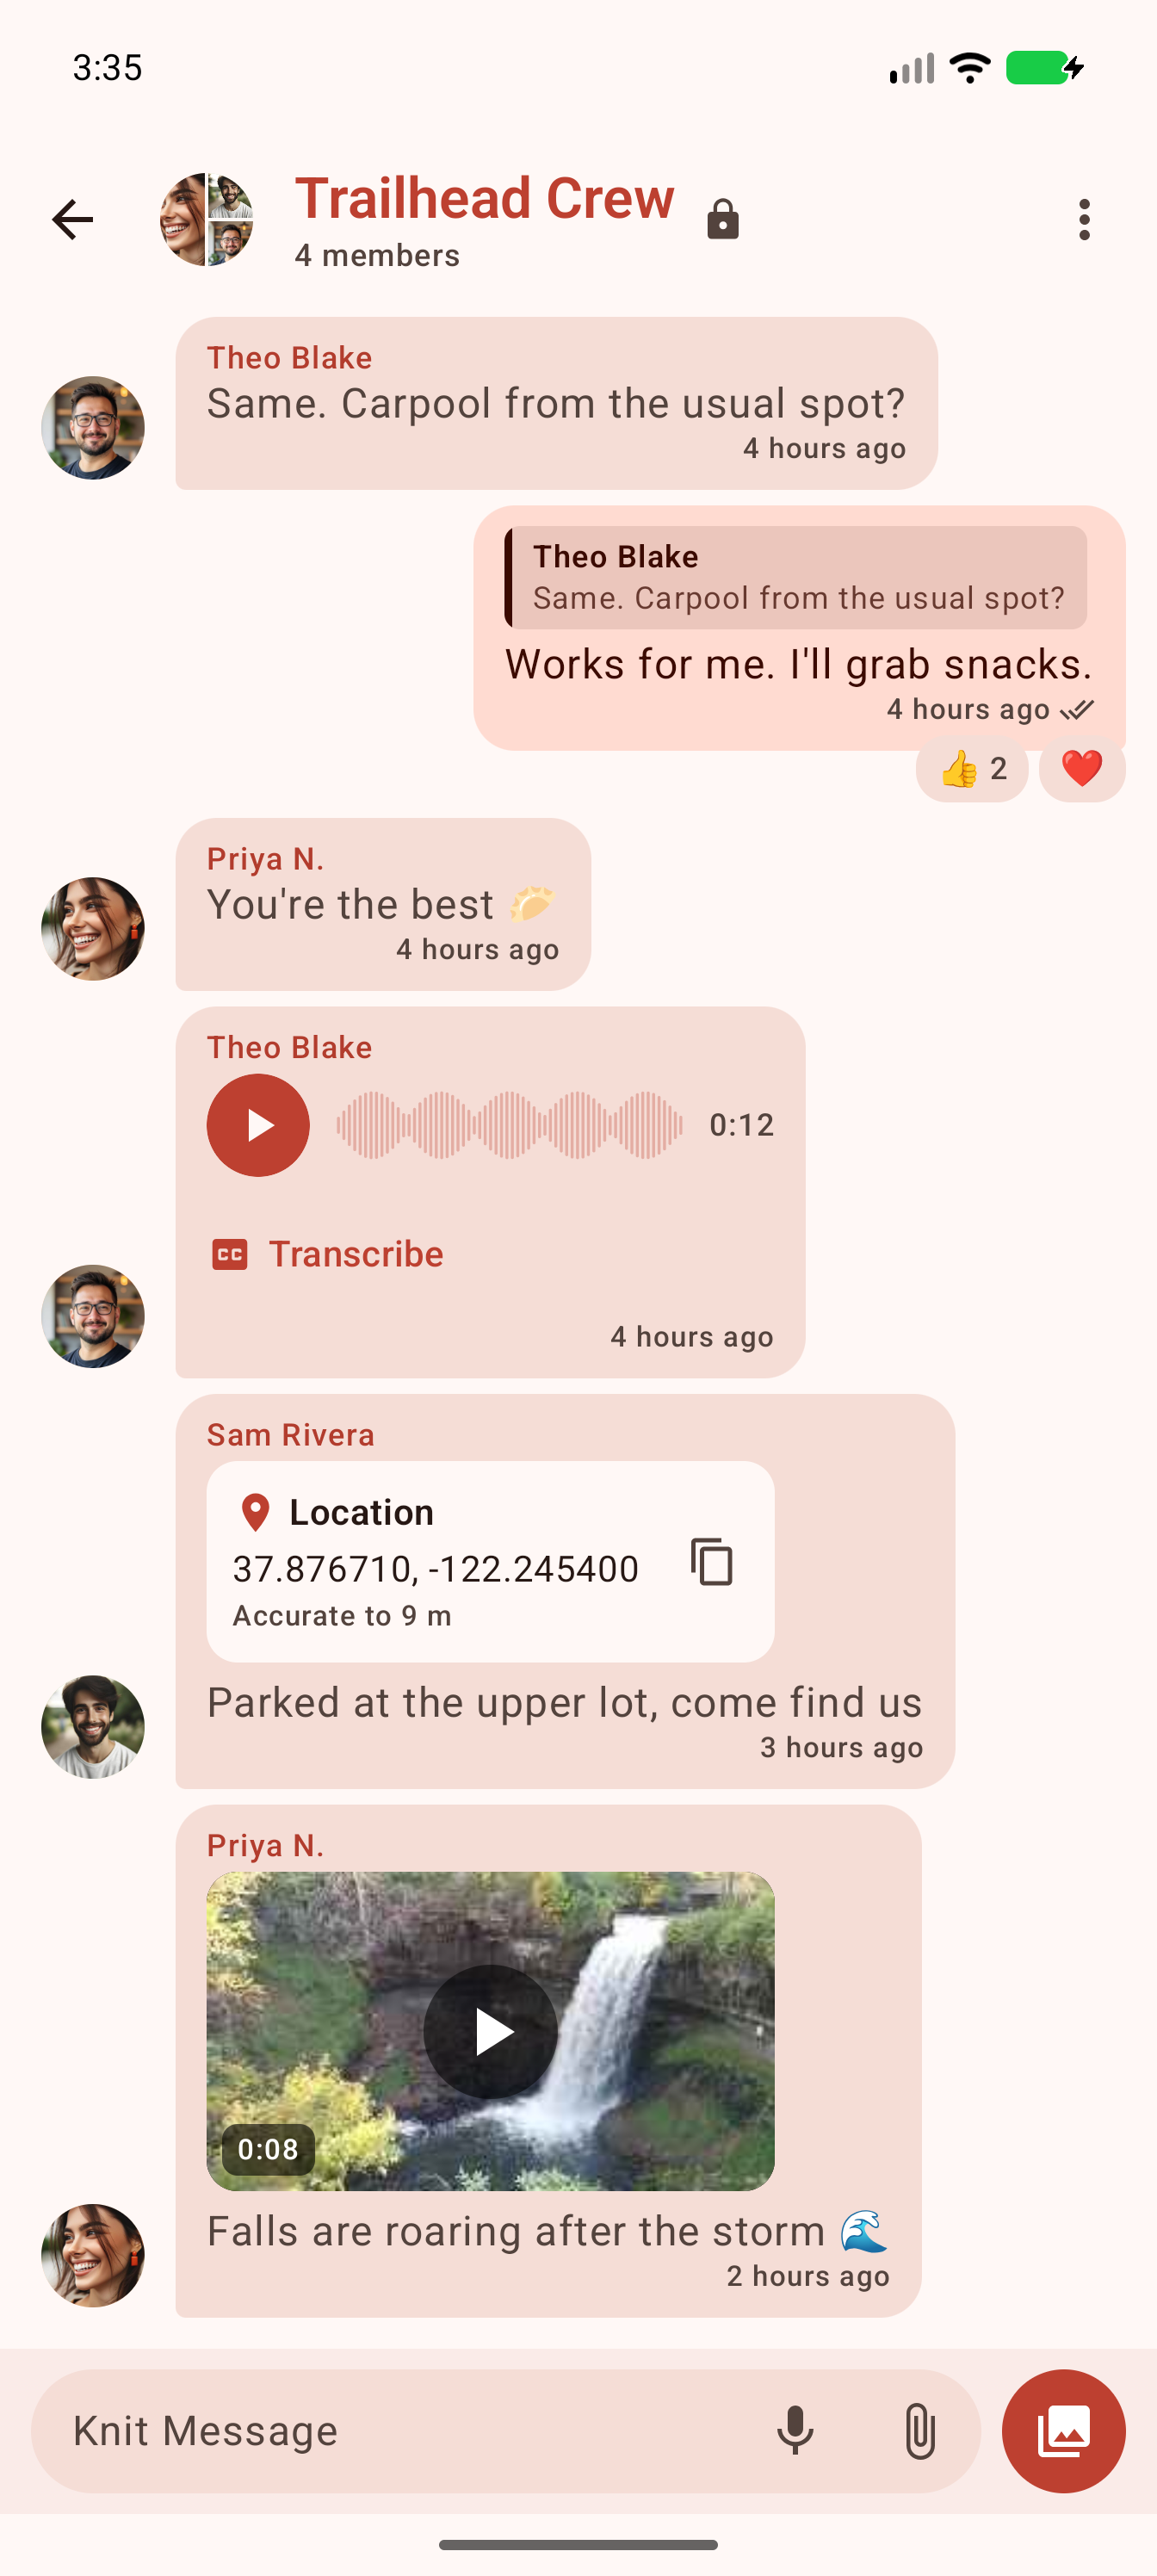 3:35
Trailhead Crew
4 members
Theo Blake
Same. Carpool from the usual spot?
4 hours ago
Theo Blake
Same. Carpool from the usual spot?
Works for me. I'll grab snacks.
4 hours ago
👍 2 ❤️
Priya N.
You're the best 🥟
4 hours ago
Theo Blake
0:12
CC Transcribe
4 hours ago
Sam Rivera
Location
37.876710, -122.245400
Accurate to 9 m
Parked at the upper lot, come find us
3 hours ago
Priya N.
0:08
Falls are roaring after the storm 🌊
2 hours ago
Knit Message